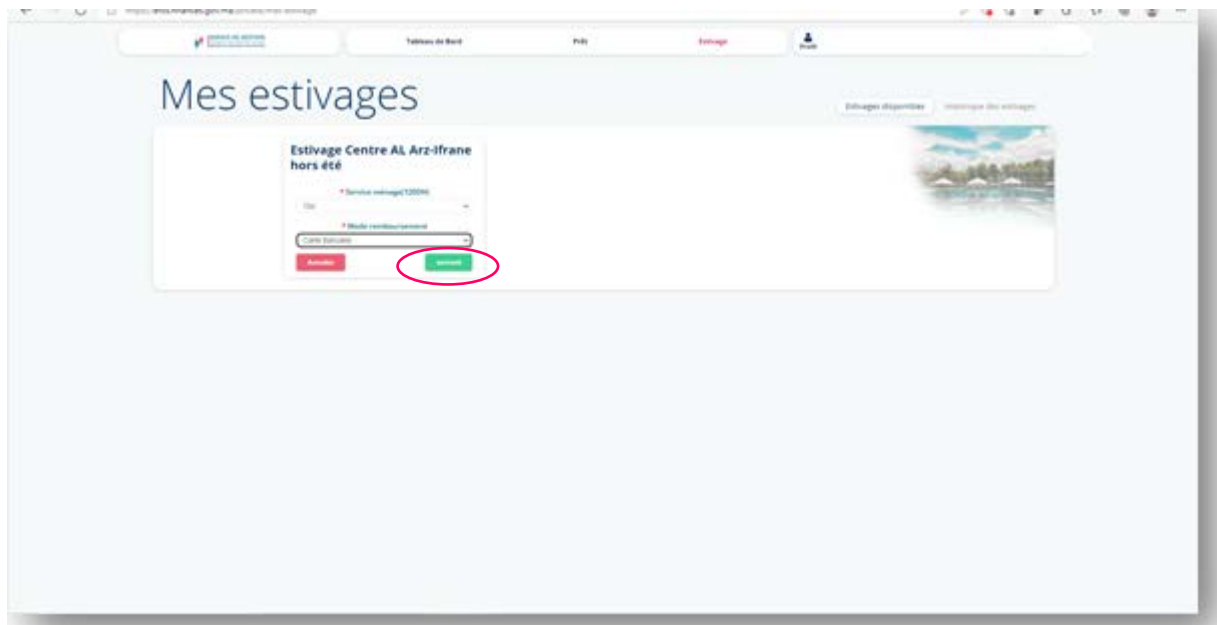 Tableau de Bord
Prêt
Estivage
Profil
Mes estivages
Estivages disponibles
Historique des estivages
Estivage Centre AL Arz-Ifrane
hors été
* Service ménage(120DH)
* Mode remboursement
Carte Bancaire
Annuler